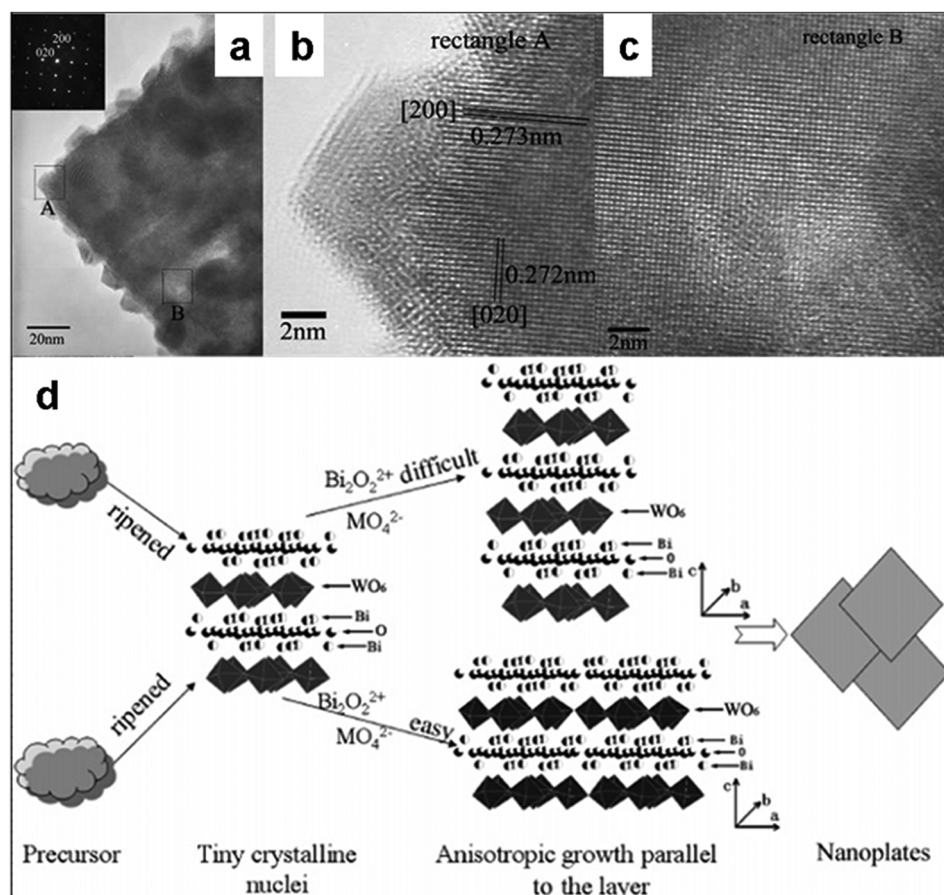 200
020
a
A
B
20nm
b
rectangle A
[200]
0.273nm
0.272nm
[020]
2nm
c
rectangle B
2nm
d
ripened
ripened
Bi₂O₂²⁺ difficult
MO₄²⁻
WO₆
Bi
O
Bi
Bi₂O₂²⁺
MO₄²⁻
easy
WO₆
Bi
O
Bi
c
b
a
WO₆
Bi
O
Bi
c
b
a
Precursor
Tiny crystalline
nuclei
Anisotropic growth parallel
to the layer
Nanoplates